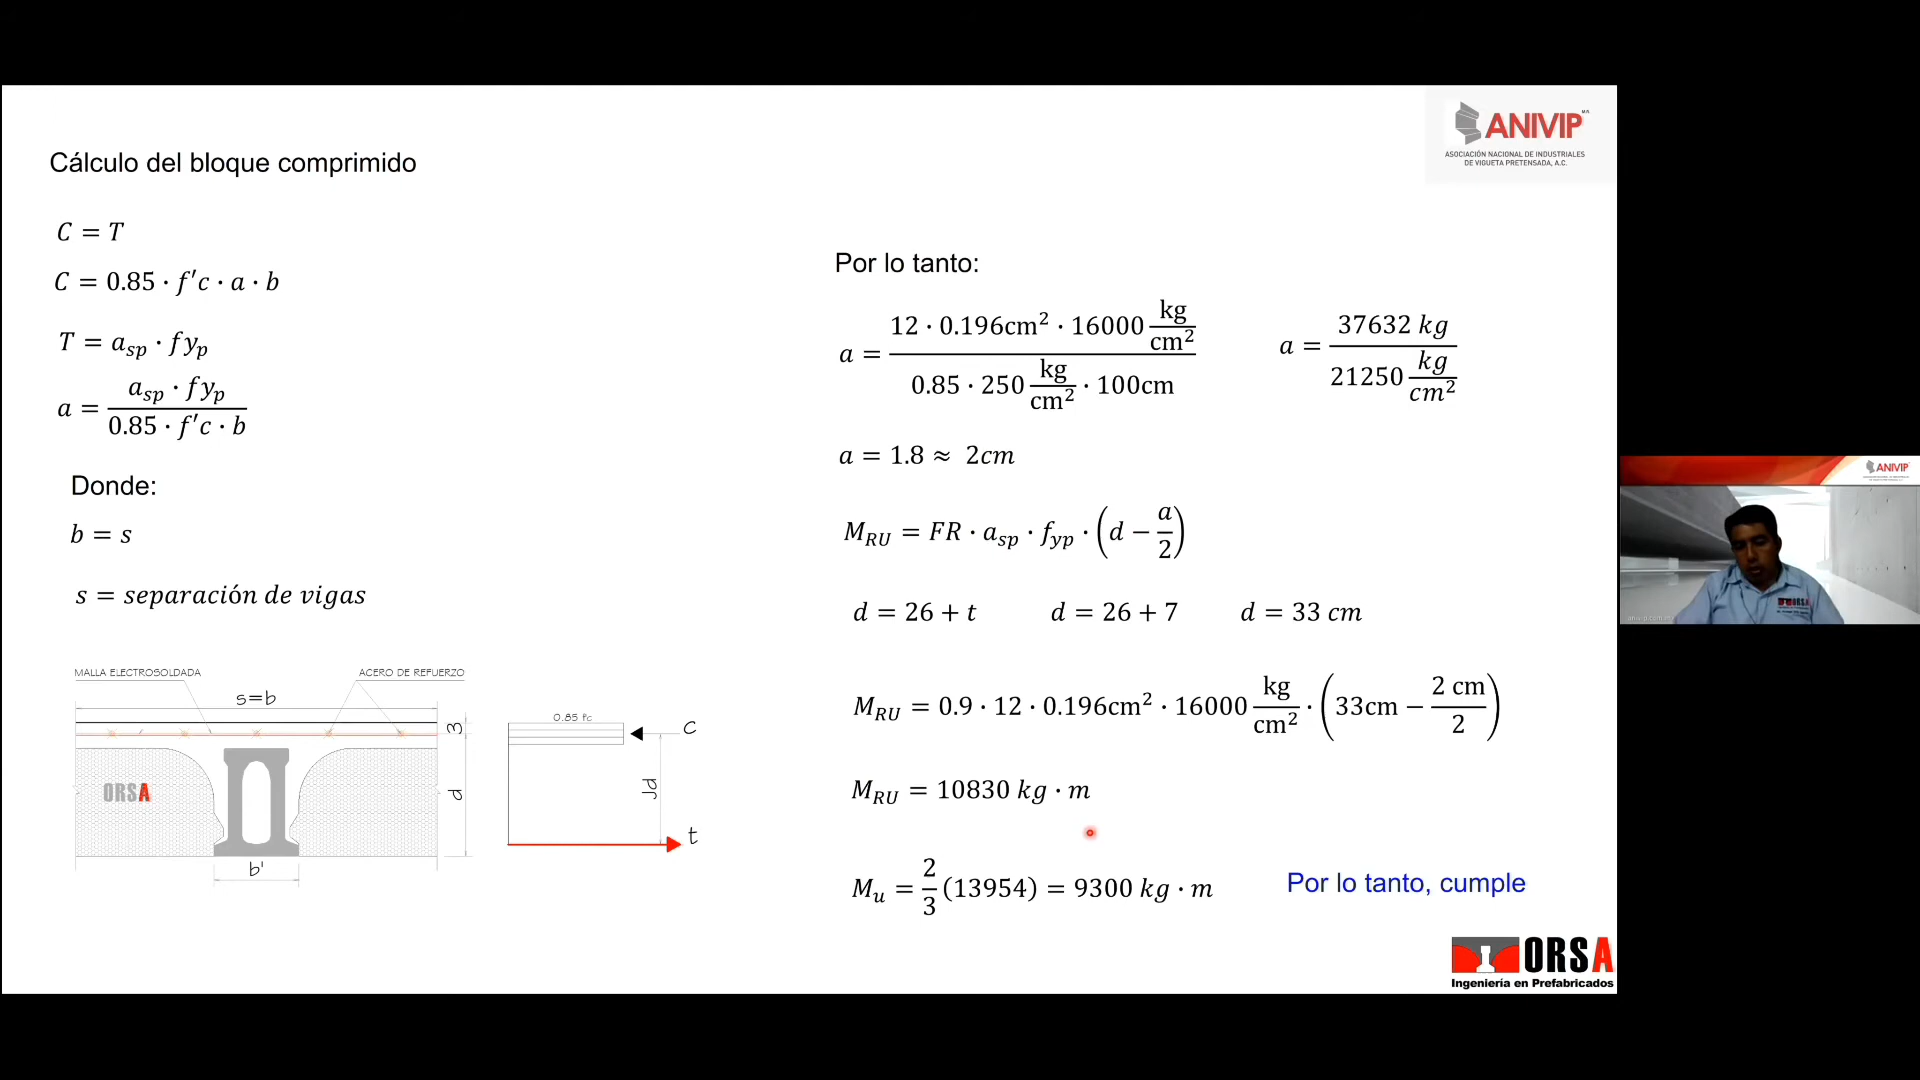 ANIVIP
ASOCIACIÓN NACIONAL DE INDUSTRIALES
DE VIGUETA PRETENSADA, A.C.
Cálculo del bloque comprimido
C = T
C = 0.85 · f'c · a · b
T = a_sp · fy_p
a = (a_sp · fy_p) / (0.85 · f'c · b)
Donde:
b = s
s = separación de vigas
MALLA ELECTROSOLDADA
ACERO DE REFUERZO
s=b
3
d
ORSA
b'
0.85 fc
C
Jd
t
Por lo tanto:
a = (12 · 0.196cm² · 16000 kg/cm²) / (0.85 · 250 kg/cm² · 100cm)
a = 37632 kg / 21250 kg/cm²
a = 1.8 ≈ 2cm
M_RU = FR · a_sp · f_yp · (d − a/2)
d = 26 + t d = 26 + 7 d = 33 cm
M_RU = 0.9 · 12 · 0.196cm² · 16000 kg/cm² · (33cm − 2 cm/2)
M_RU = 10830 kg · m
M_u = 2/3 (13954) = 9300 kg · m
Por lo tanto, cumple
ORSA
Ingeniería en Prefabricados
ANIVIP